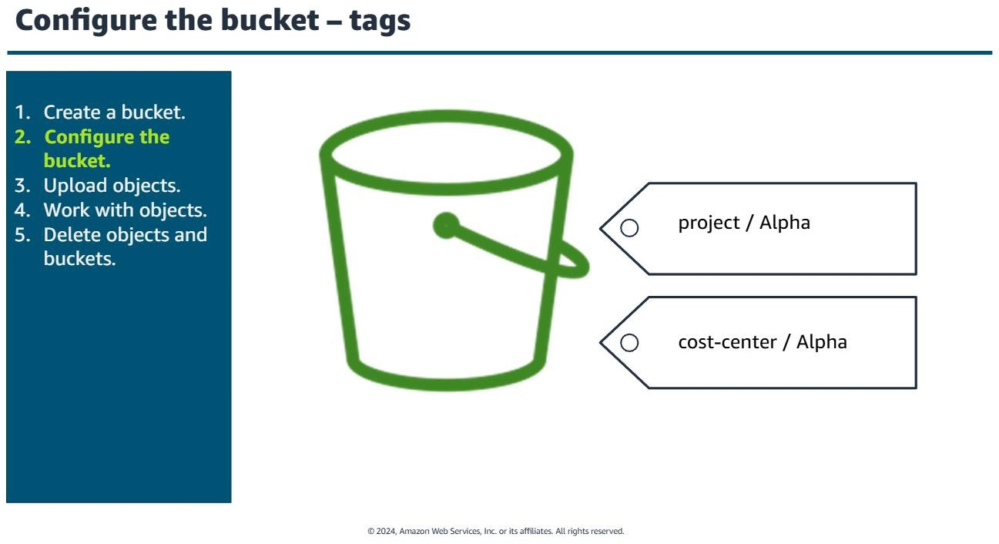 Configure the bucket – tags
1. Create a bucket.
2. Configure the
bucket.
3. Upload objects.
4. Work with objects.
5. Delete objects and
buckets.
project / Alpha
cost-center / Alpha
© 2024, Amazon Web Services, Inc. or its affiliates. All rights reserved.